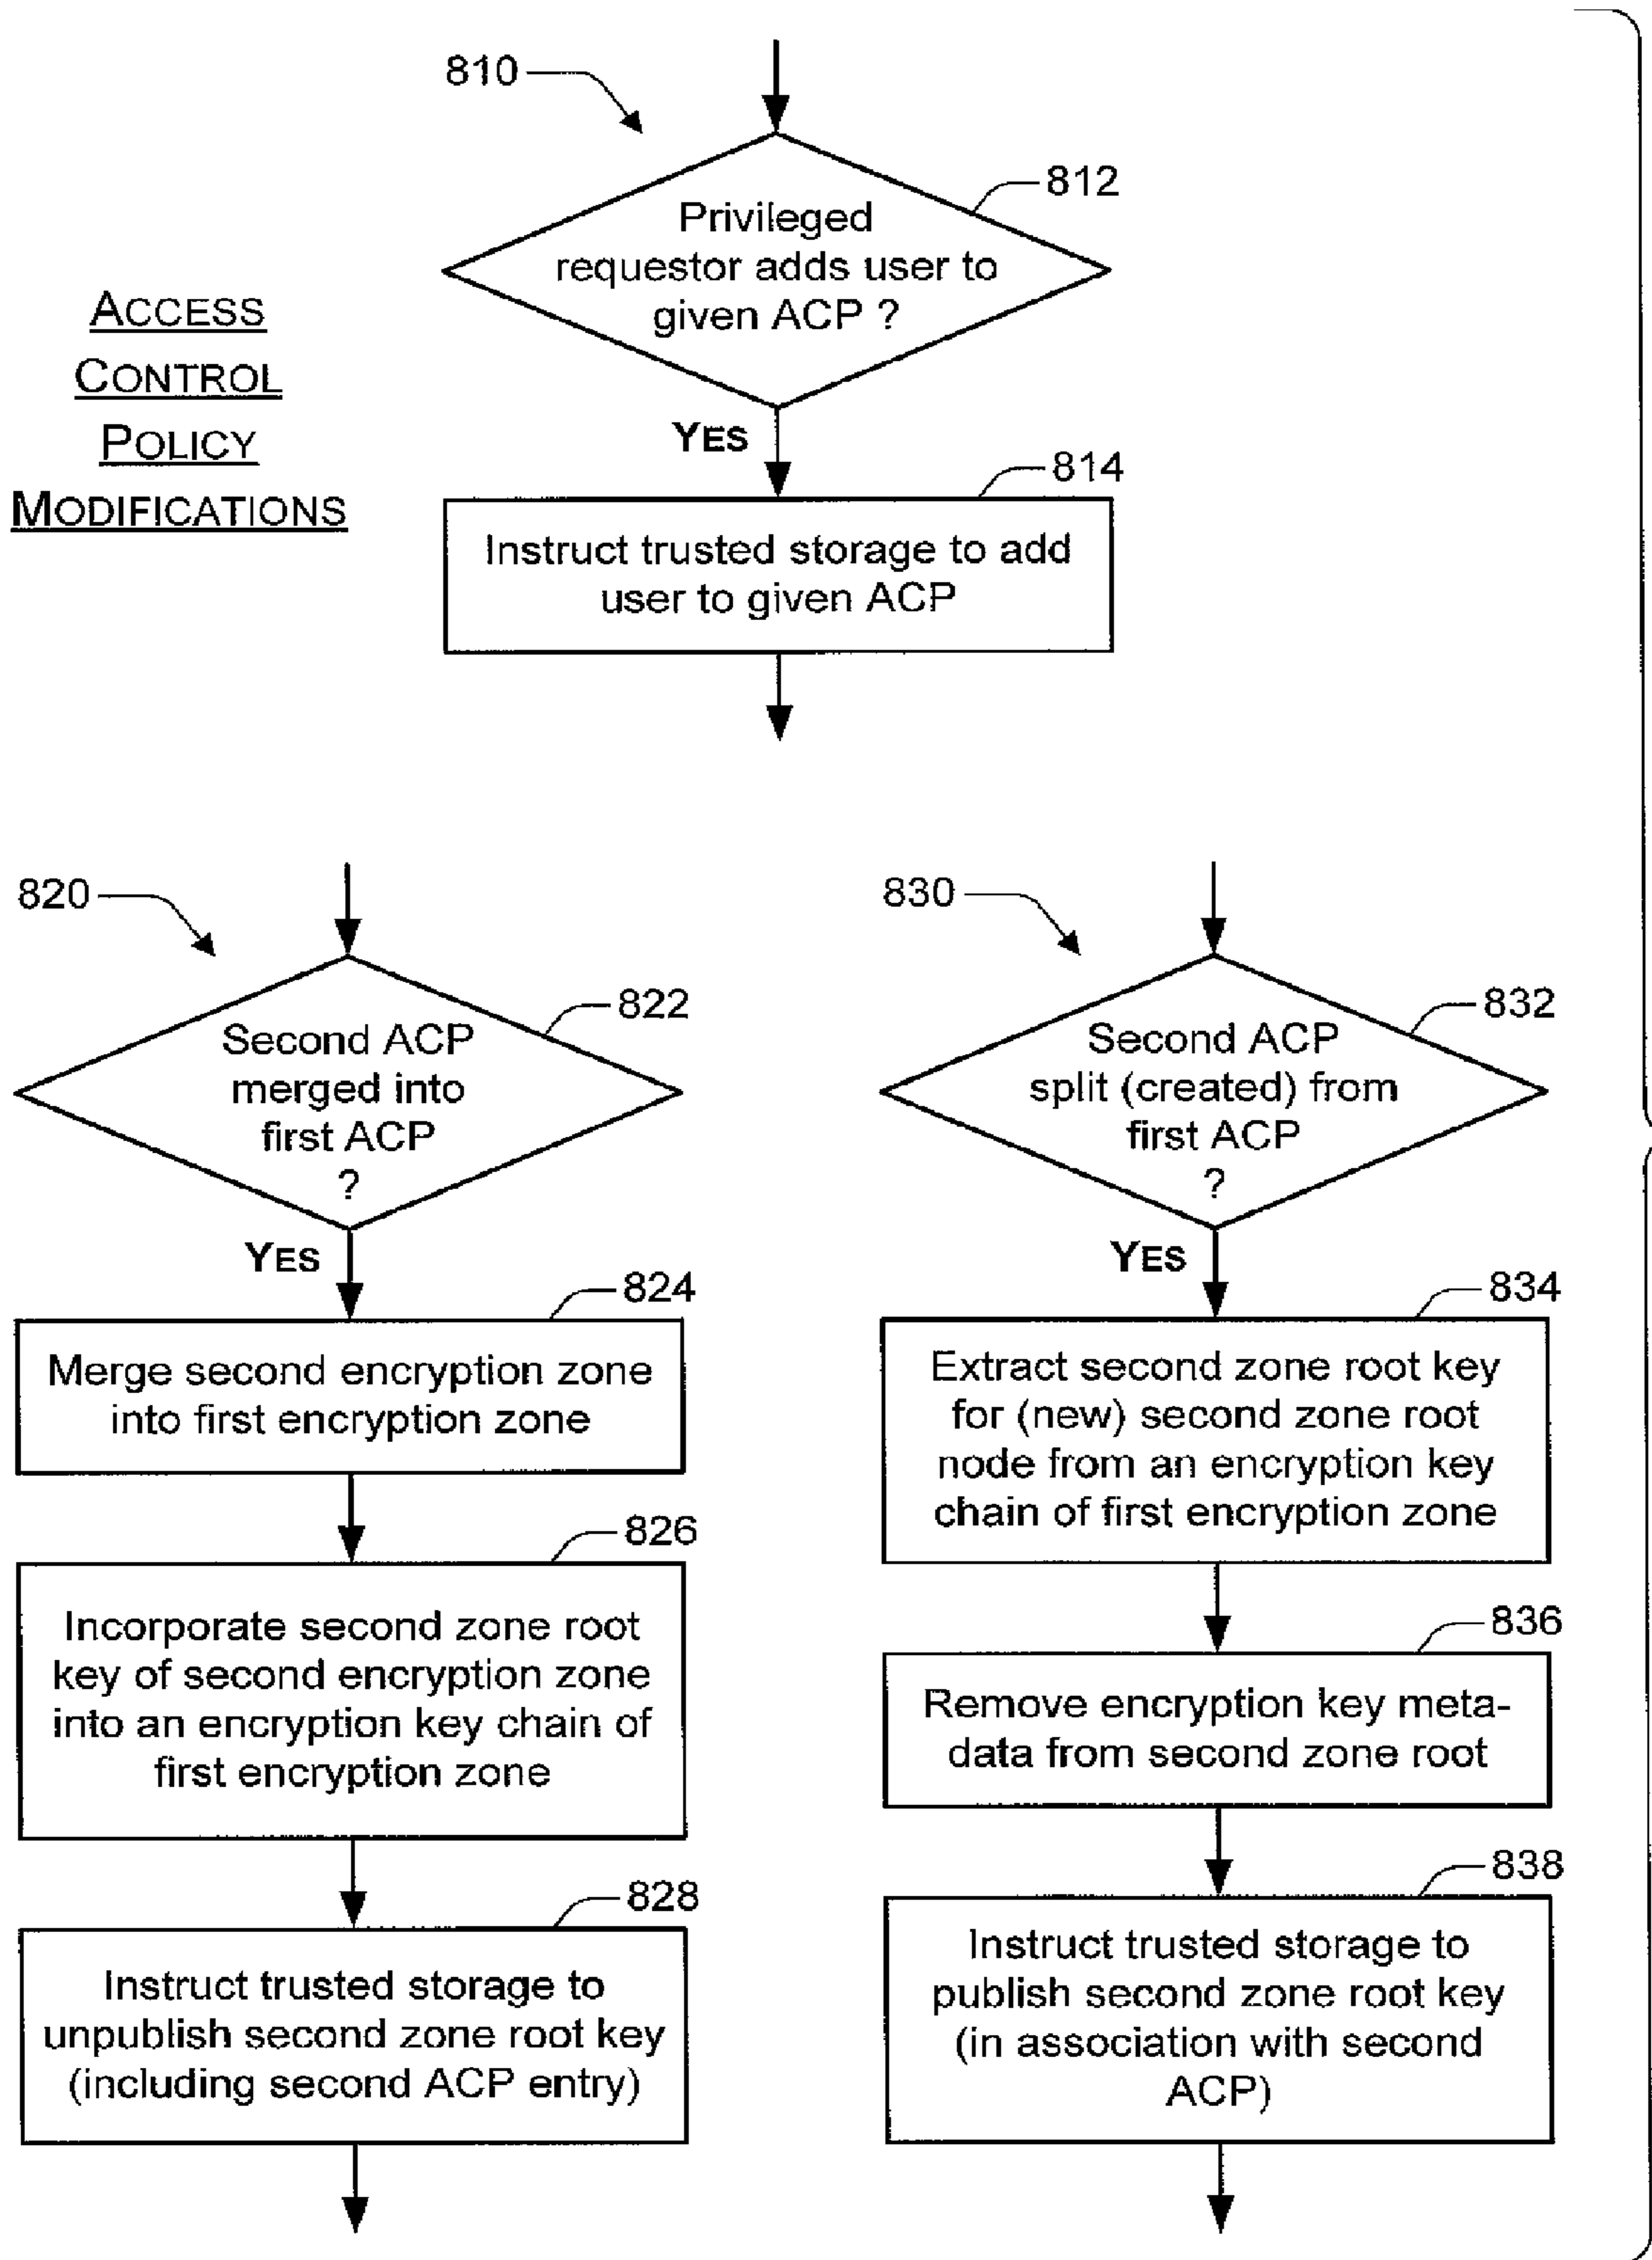 810
812
Privileged
requestor adds user to
given ACP ?
ACCESS
CONTROL
POLICY
MODIFICATIONS
YES
814
Instruct trusted storage to add
user to given ACP
820
822
Second ACP
merged into
first ACP
?
YES
824
Merge second encryption zone
into first encryption zone
826
Incorporate second zone root
key of second encryption zone
into an encryption key chain of
first encryption zone
828
Instruct trusted storage to
unpublish second zone root key
(including second ACP entry)
830
832
Second ACP
split (created) from
first ACP
?
YES
834
Extract second zone root key
for (new) second zone root
node from an encryption key
chain of first encryption zone
836
Remove encryption key meta-
data from second zone root
838
Instruct trusted storage to
publish second zone root key
(in association with second
ACP)